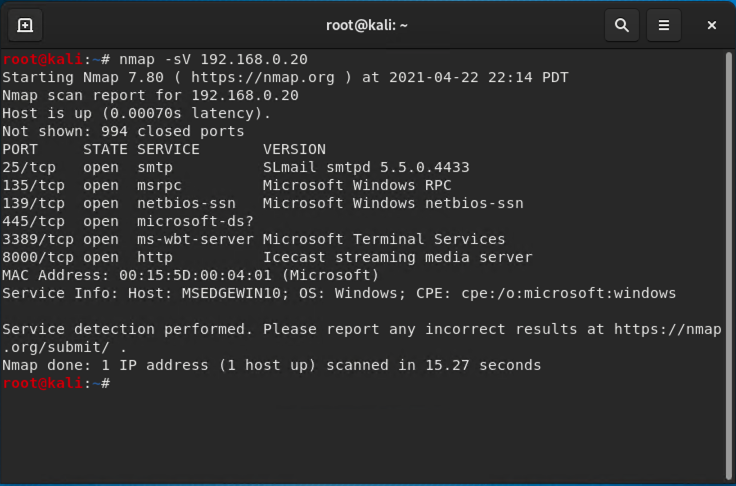 root@kali: ~
root@kali:~# nmap -sV 192.168.0.20
Starting Nmap 7.80 ( https://nmap.org ) at 2021-04-22 22:14 PDT
Nmap scan report for 192.168.0.20
Host is up (0.00070s latency).
Not shown: 994 closed ports
PORT     STATE SERVICE       VERSION
25/tcp   open  smtp          SLmail smtpd 5.5.0.4433
135/tcp  open  msrpc         Microsoft Windows RPC
139/tcp  open  netbios-ssn   Microsoft Windows netbios-ssn
445/tcp  open  microsoft-ds?
3389/tcp open  ms-wbt-server Microsoft Terminal Services
8000/tcp open  http          Icecast streaming media server
MAC Address: 00:15:5D:00:04:01 (Microsoft)
Service Info: Host: MSEDGEWIN10; OS: Windows; CPE: cpe:/o:microsoft:windows
Service detection performed. Please report any incorrect results at https://nmap
.org/submit/ .
Nmap done: 1 IP address (1 host up) scanned in 15.27 seconds
root@kali:~#